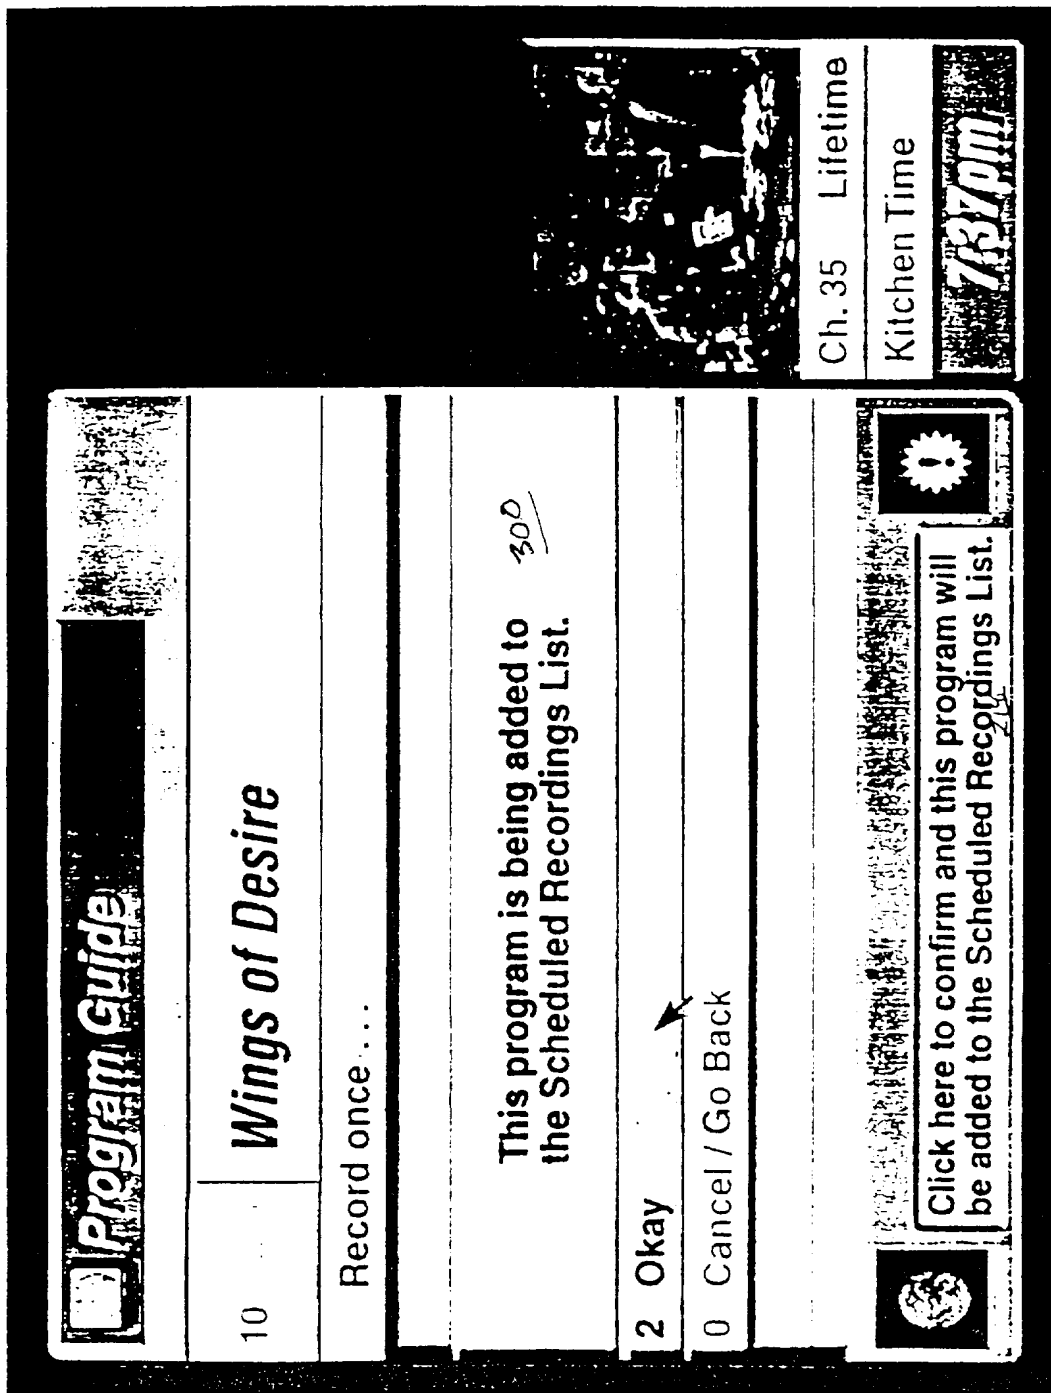 Program Guide
10 Wings of Desire
Record once...
This program is being added to
the Scheduled Recordings List.
300
2 Okay
0 Cancel / Go Back
Click here to confirm and this program will
be added to the Scheduled Recordings List.
Ch. 35 Lifetime
Kitchen Time
7:37pm